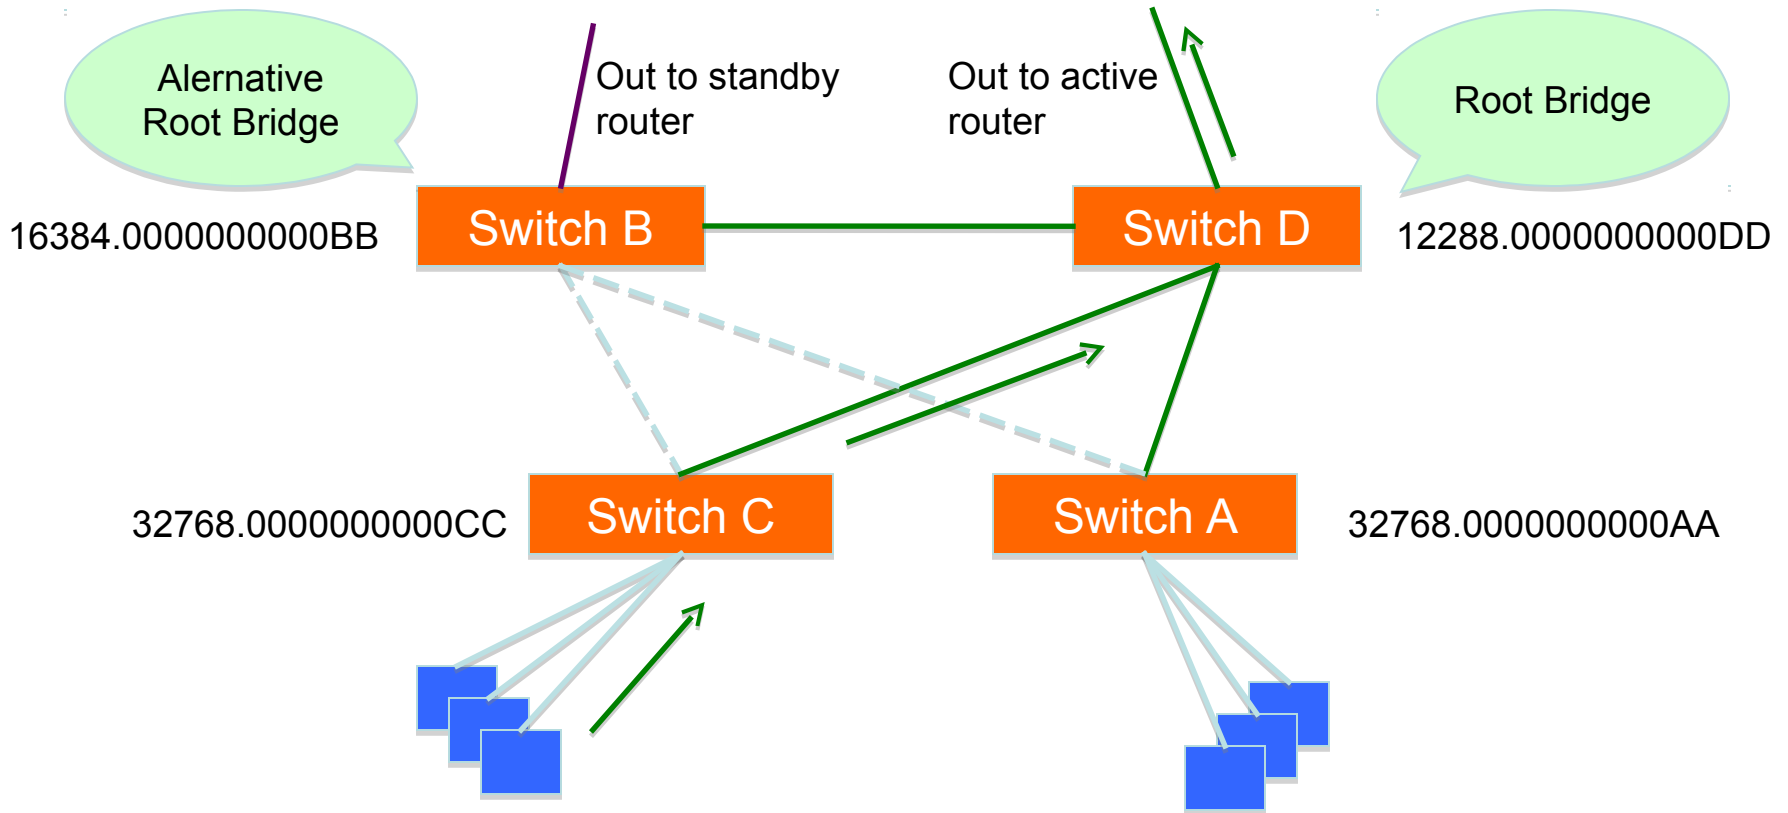 Alernative
Root Bridge
Out to standby
router
Out to active
router
Root Bridge
16384.0000000000BB
Switch B
Switch D
12288.0000000000DD
32768.0000000000CC
Switch C
Switch A
32768.0000000000AA